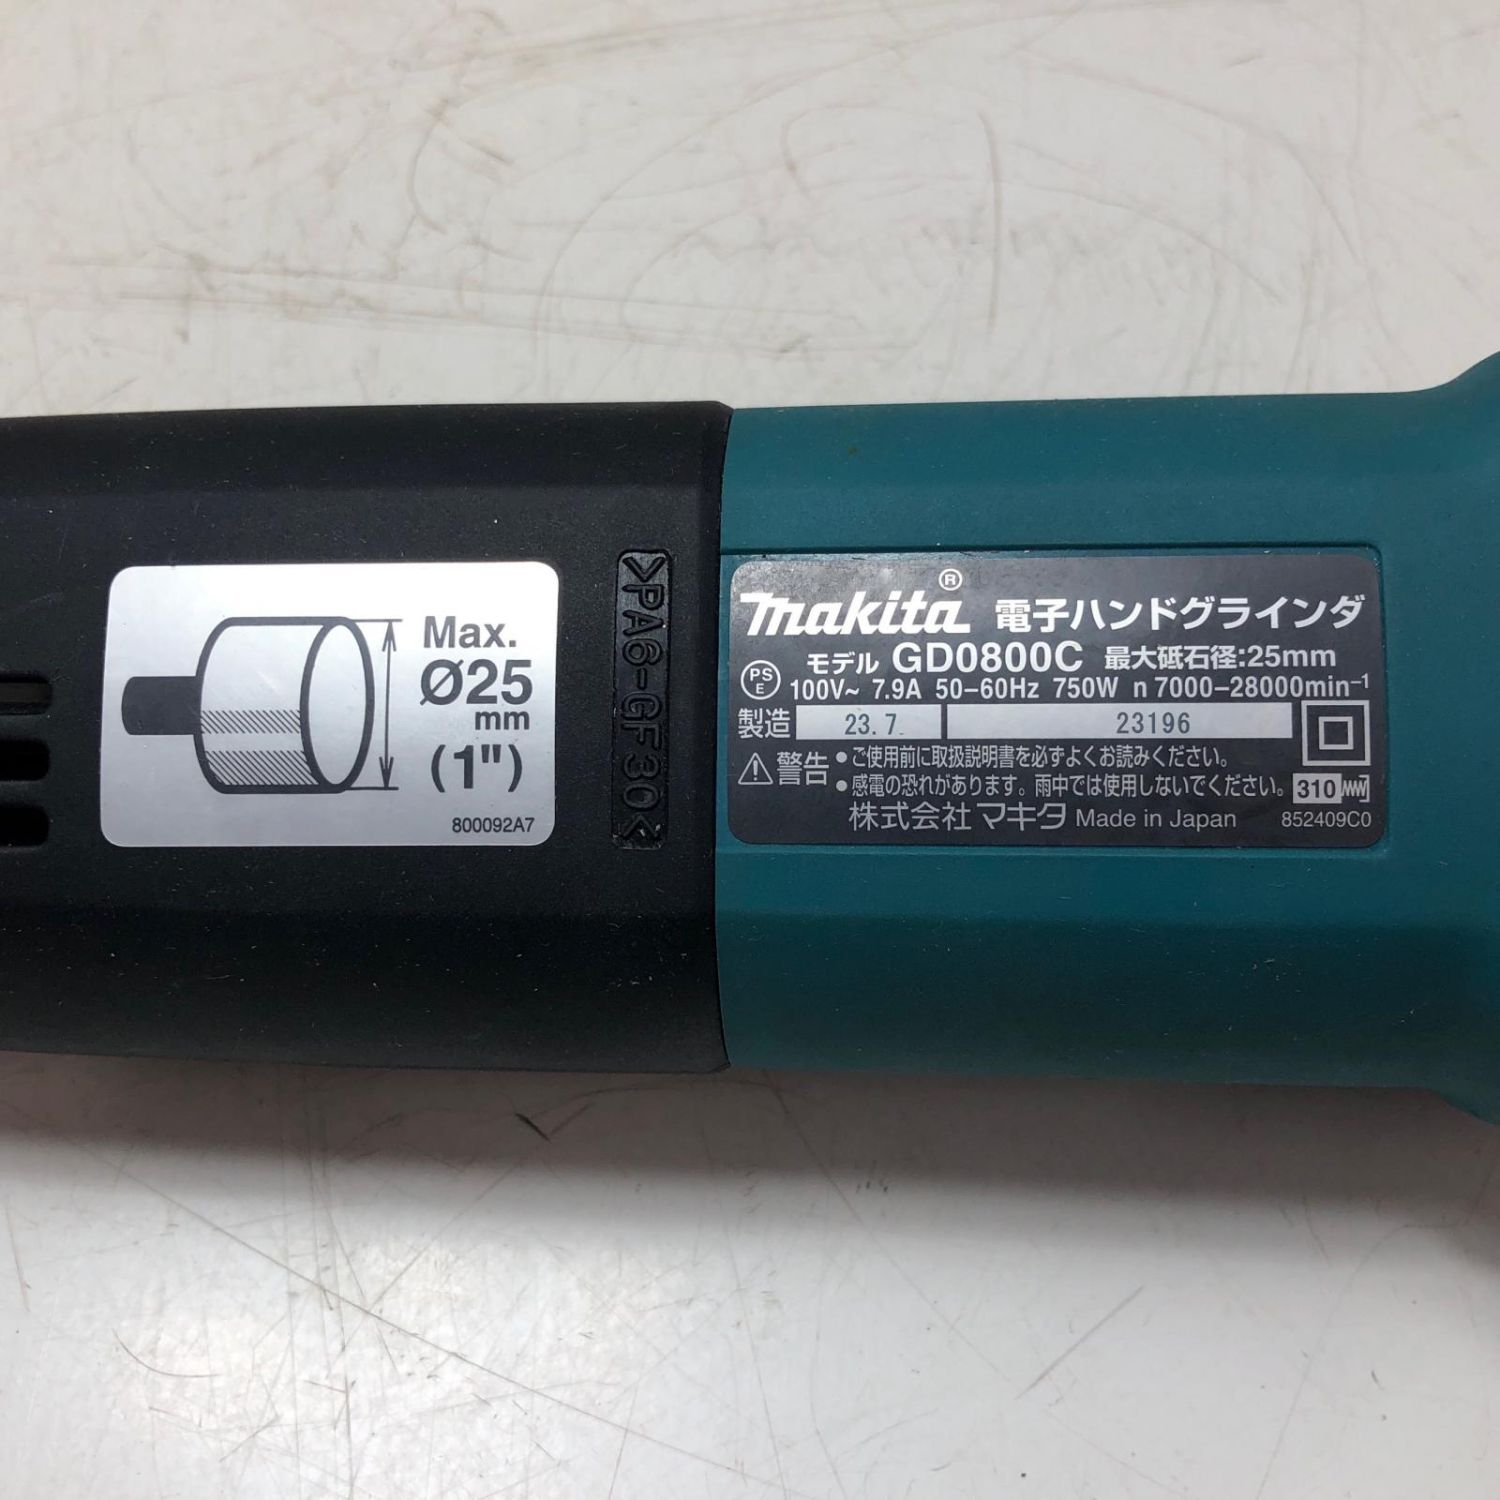 Max.
Ø25
mm
(1")
800092A7
>PA6-GF30<
makita® 電子ハンドグラインダ
PS
E
モデル GD0800C 最大砥石径:25mm
100V~ 7.9A 50-60Hz 750W n 7000-28000min⁻¹
製造 23.7 23196
警告 • ご使用前に取扱説明書を必ずよくお読みください。
• 感電の恐れがあります。雨中では使用しないでください。 310
株式会社 マキタ Made in Japan 852409C0